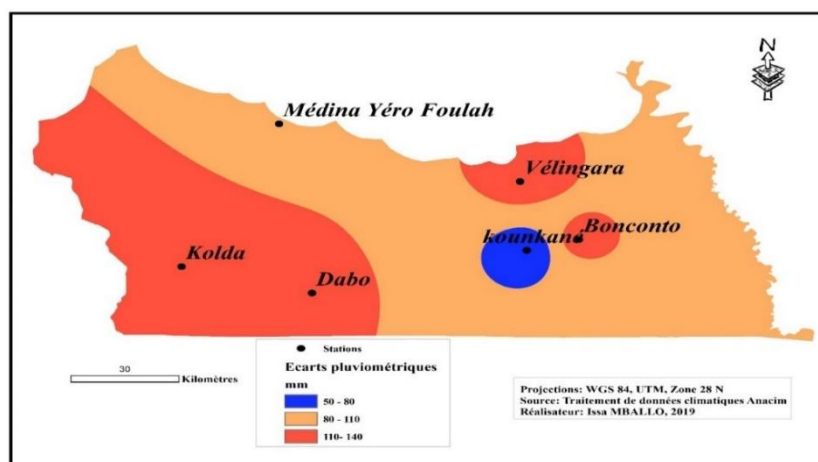 N
Médina Yéro Foulah
Vélingara
Bonconto
kounkané
Kolda
Dabo
Stations
30
Kilomètres
Ecarts pluviométriques
mm
50 - 80
80 - 110
110- 140
Projections: WGS 84, UTM, Zone 28 N
Source: Traitement de données climatiques Anacim
Réalisateur: Issa MBALLO, 2019